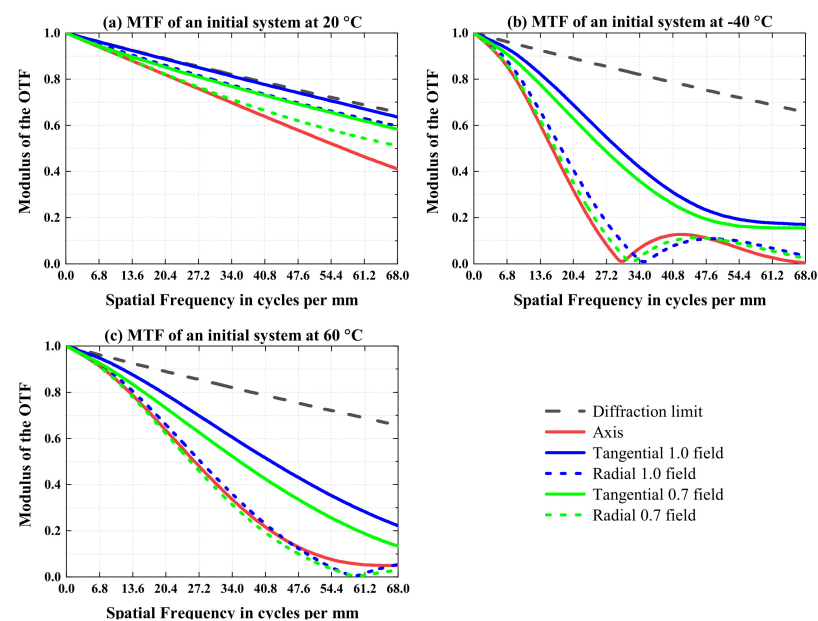 (a) MTF of an initial system at 20 °C
Modulus of the OTF
1.0
0.8
0.6
0.4
0.2
0.0
0.0 6.8 13.6 20.4 27.2 34.0 40.8 47.6 54.4 61.2 68.0
Spatial Frequency in cycles per mm
(b) MTF of an initial system at -40 °C
Modulus of the OTF
1.0
0.8
0.6
0.4
0.2
0.0
0.0 6.8 13.6 20.4 27.2 34.0 40.8 47.6 54.4 61.2 68.0
Spatial Frequency in cycles per mm
(c) MTF of an initial system at 60 °C
Modulus of the OTF
1.0
0.8
0.6
0.4
0.2
0.0
0.0 6.8 13.6 20.4 27.2 34.0 40.8 47.6 54.4 61.2 68.0
Spatial Frequency in cycles per mm
Diffraction limit
Axis
Tangential 1.0 field
Radial 1.0 field
Tangential 0.7 field
Radial 0.7 field